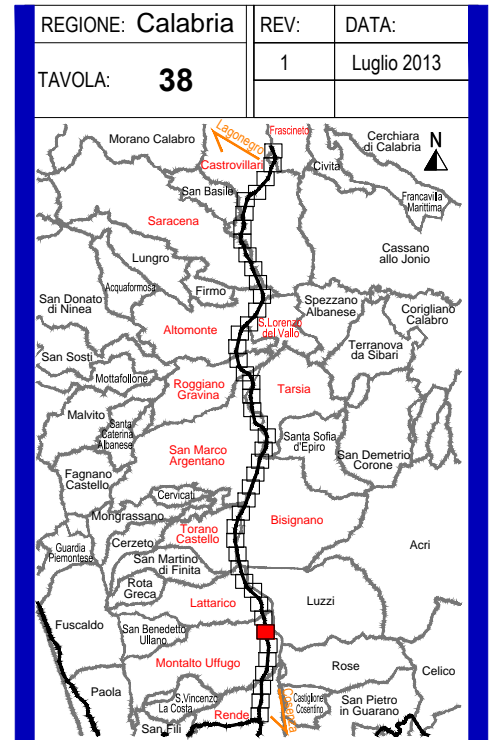 REGIONE: Calabria
REV:
DATA:
TAVOLA: 38
1
Luglio 2013
Lagonegro
Frascineto
Morano Calabro
Cerchiara
di Calabria
N
Castrovillari
Civita
San Basile
Francavilla
Marittima
Saracena
Cassano
allo Jonio
Lungro
Acquaformosa
Firmo
San Donato
di Ninea
Spezzano
Albanese
Corigliano
Calabro
S.Lorenzo
del Vallo
Altomonte
Terranova
da Sibari
San Sosti
Mottafollone
Roggiano
Gravina
Tarsia
Malvito
Santa
Caterina
Albanese
Santa Sofia
d'Epiro
San Marco
Argentano
San Demetrio
Corone
Fagnano
Castello
Cervicati
Mongrassano
Bisignano
Torano
Castello
Guardia
Piemontese
Cerzeto
Acri
San Martino
di Finita
Rota
Greca
Lattarico
Luzzi
Fuscaldo
San Benedetto
Ullano
Montalto Uffugo
Rose
Celico
Paola
S.Vincenzo
La Costa
Cosenza
Castiglione
Cosentino
San Pietro
in Guarano
Rende
San Fili